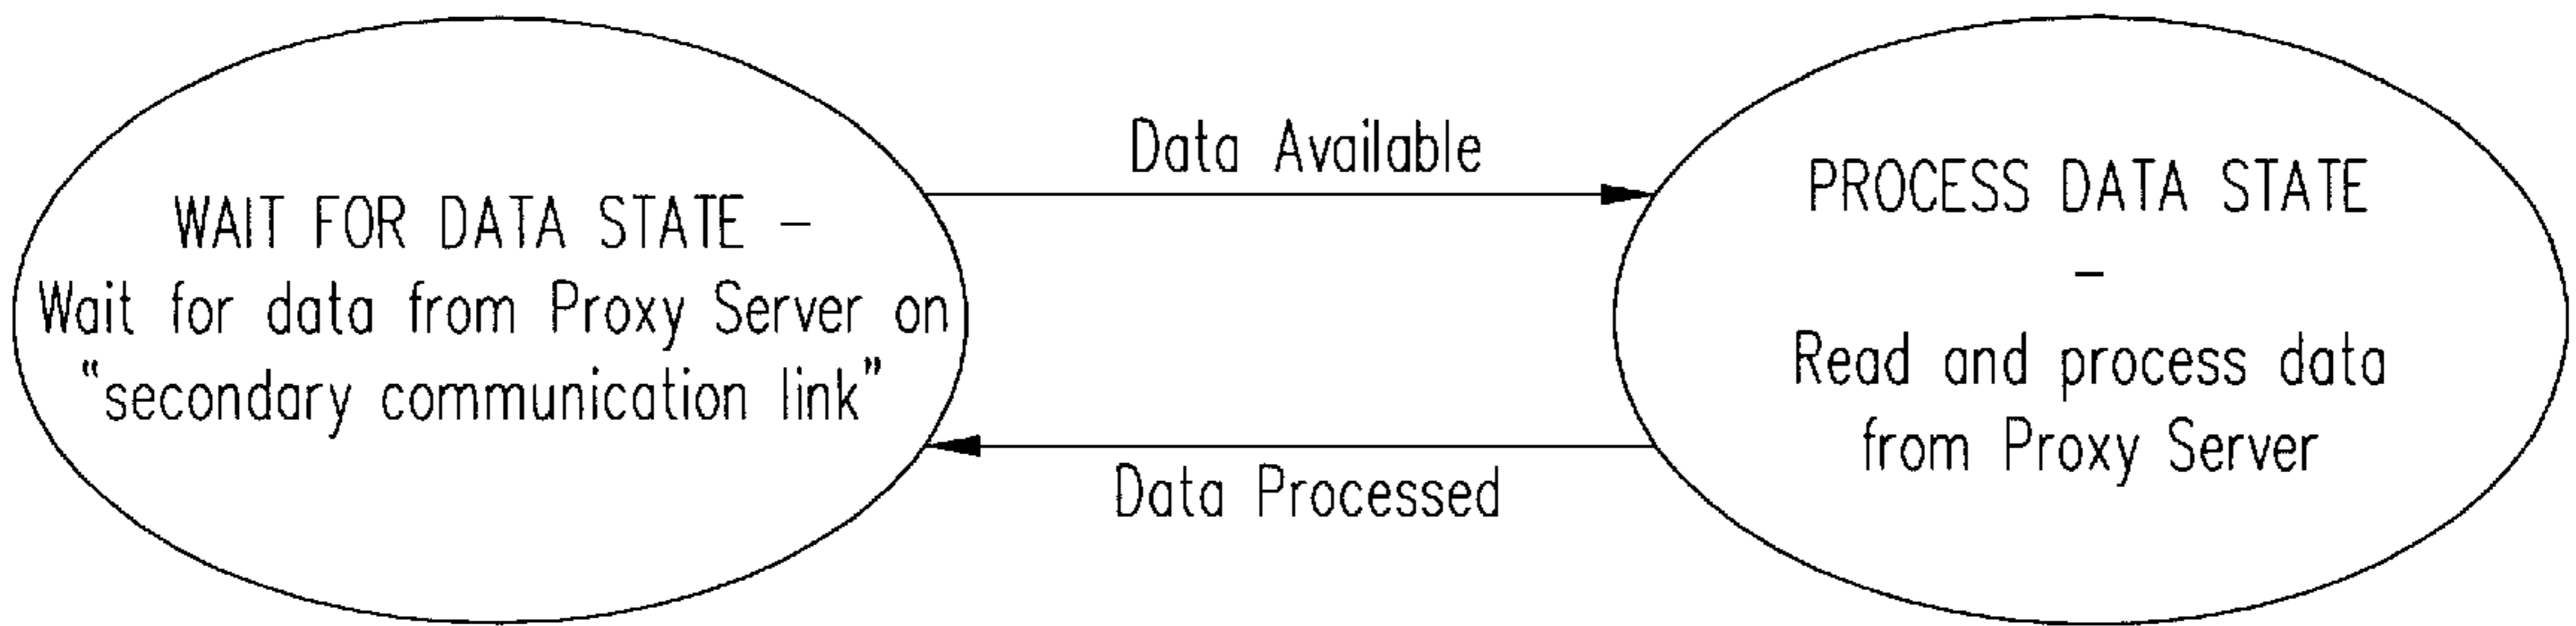 WAIT FOR DATA STATE –
Wait for data from Proxy Server on
“secondary communication link”
Data Available
Data Processed
PROCESS DATA STATE
–
Read and process data
from Proxy Server